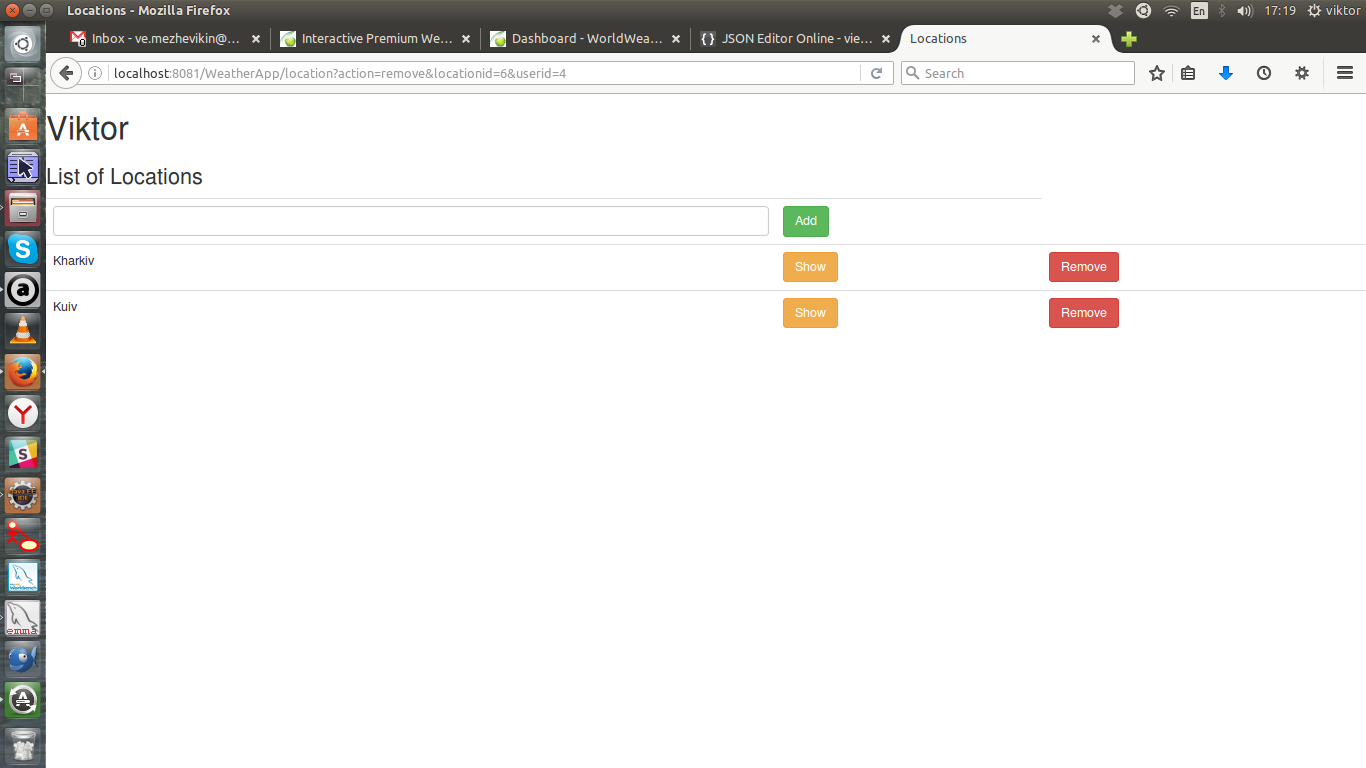 Locations - Mozilla Firefox
En
17:19
viktor
Inbox - ve.mezhevikin@...
Interactive Premium We...
Dashboard - WorldWea...
JSON Editor Online - vie...
Locations
localhost:8081/WeatherApp/location?action=remove&locationid=6&userid=4
Search
Viktor
List of Locations
Add
Kharkiv
Show
Remove
Kuiv
Show
Remove